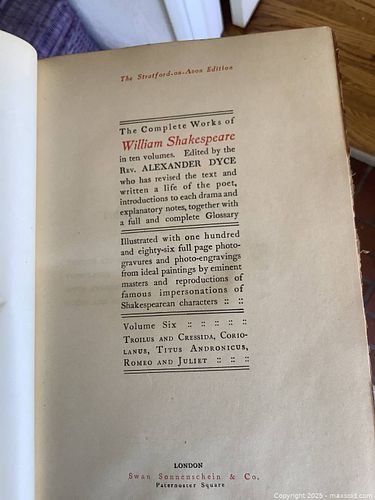 The Stratford-on-Avon Edition
The Complete Works of
William Shakespeare
in ten volumes. Edited by the
Rev. ALEXANDER DYCE
who has revised the text and
written a life of the poet,
introductions to each drama and
explanatory notes, together with
a full and complete Glossary
Illustrated with one hundred
and eighty-six full page photo-
gravures and photo-engravings
from ideal paintings by eminent
masters and reproductions of
famous impersonations of
Shakespearean characters :: ::
Volume Six :: :: :: :: ::
Troilus and Cressida, Corio-
lanus, Titus Andronicus,
Romeo and Juliet :: ::
LONDON
Swan Sonnenschein & Co.
Paternoster Square
Copyright 2025 - maxsold.com